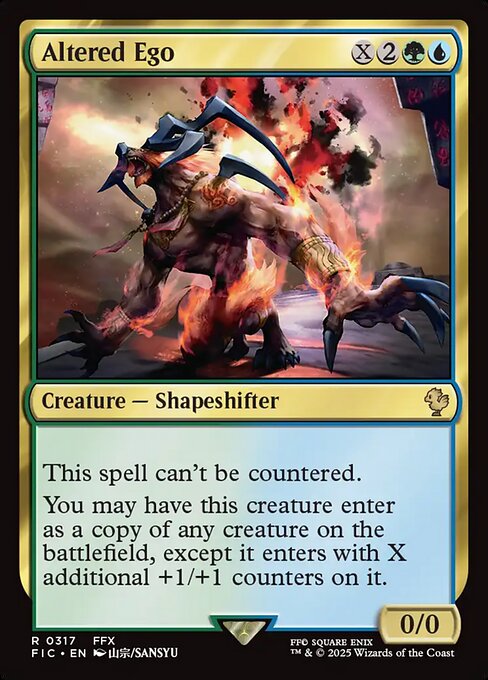 Altered Ego X2
Creature — Shapeshifter
This spell can't be countered.
You may have this creature enter
as a copy of any creature on the
battlefield, except it enters with X
additional +1/+1 counters on it.
0/0
R 0317 FFX
FIC • EN 山宗/SANSYU
FF© SQUARE ENIX
™ & © 2025 Wizards of the Coast